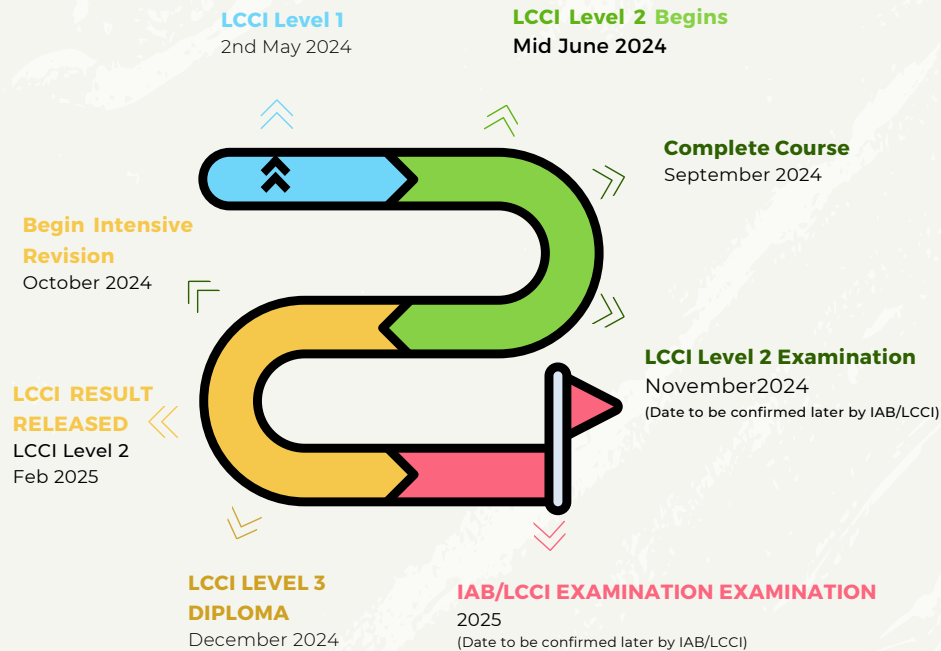 LCCI Level 1
2nd May 2024
LCCI Level 2 Begins
Mid June 2024
Complete Course
September 2024
Begin Intensive
Revision
October 2024
LCCI Level 2 Examination
November2024
(Date to be confirmed later by IAB/LCCI)
LCCI RESULT
RELEASED
LCCI Level 2
Feb 2025
LCCI LEVEL 3
DIPLOMA
December 2024
IAB/LCCI EXAMINATION EXAMINATION
2025
(Date to be confirmed later by IAB/LCCI)